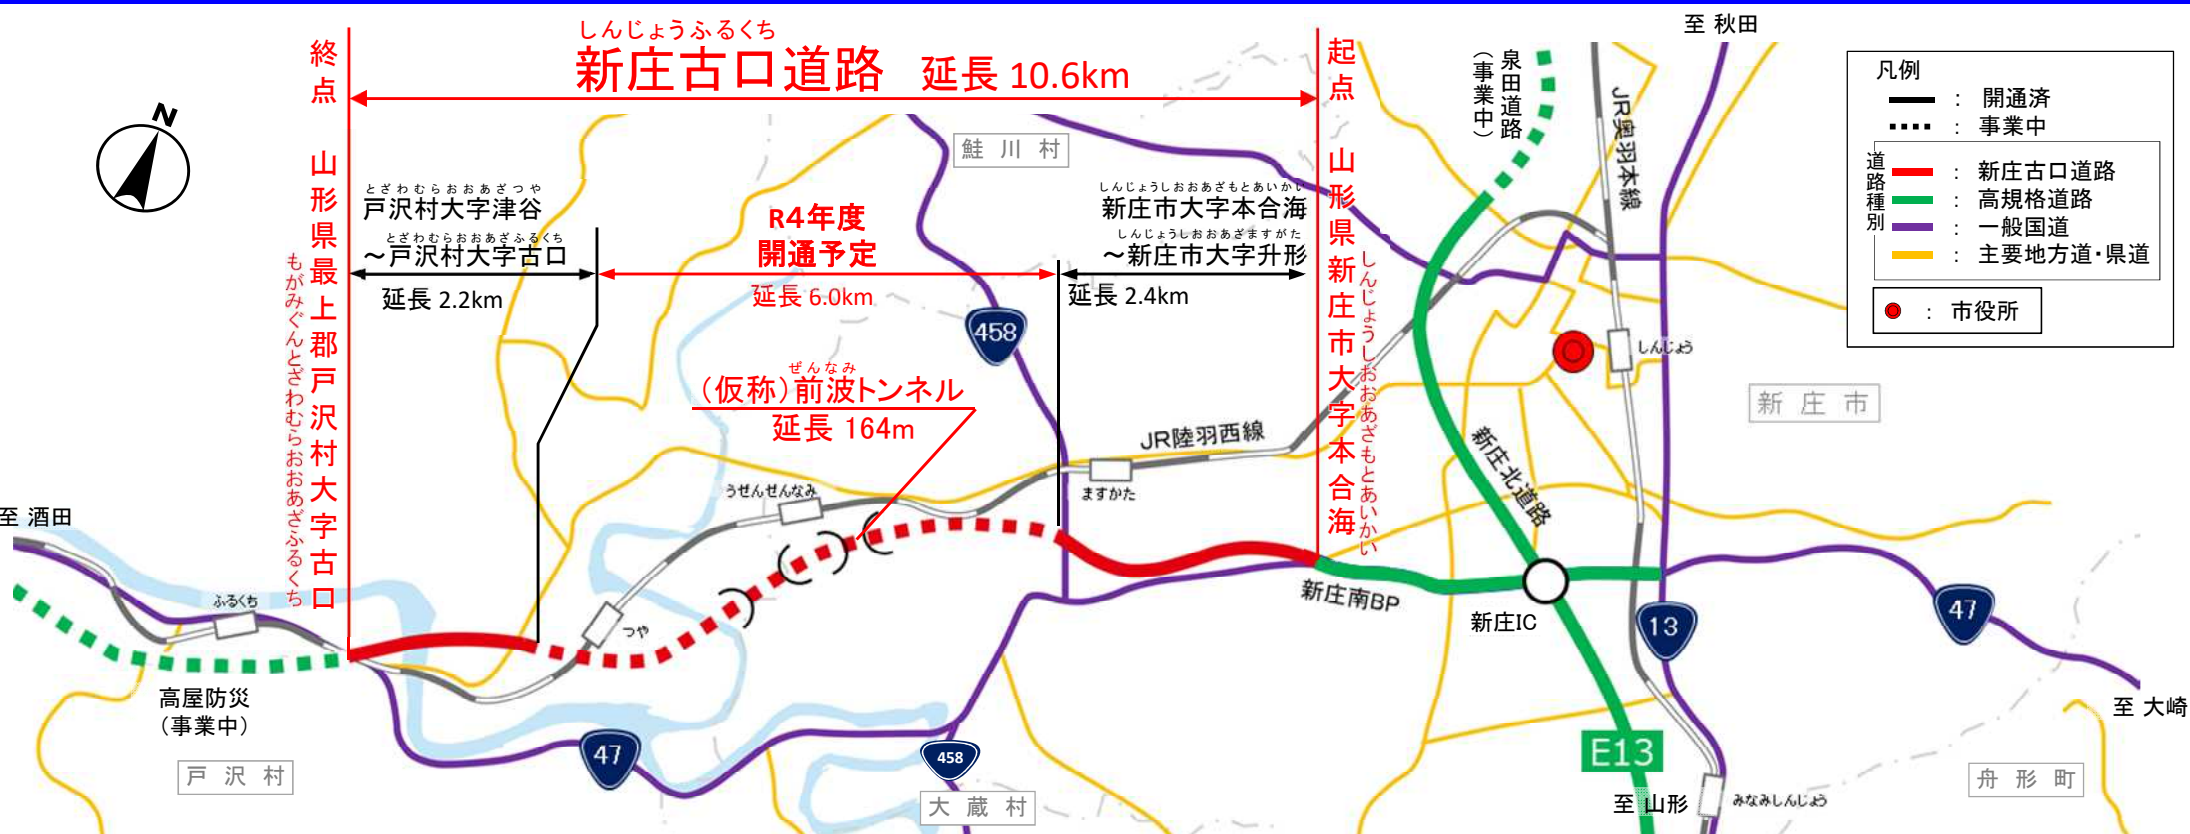 しんじょうふるくち
新庄古口道路 延長 10.6km
終点 山形県最上郡戸沢村大字古口
もがみぐんとざわむらおおあざふるくち
起点 山形県新庄市大字本合海
しんじょうしおおあざもとあいかい
N
とざわむらおおあざつや
戸沢村大字津谷
とざわむらおおあざふるくち
～戸沢村大字古口
延長 2.2km
R4年度
開通予定
延長 6.0km
しんじょうしおおあざもとあいかい
新庄市大字本合海
しんじょうしおおあざますがた
～新庄市大字升形
延長 2.4km
ぜんなみ
(仮称)前波トンネル
延長 164m
鮭川村
458
JR陸羽西線
うぜんぜんなみ
ますかた
つや
ふるくち
至 酒田
高屋防災
(事業中)
戸沢村
47
458
大蔵村
至 秋田
泉田道路
(事業中)
JR奥羽本線
しんじょう
新庄市
新庄北道路
新庄南BP
新庄IC
13
47
至 大崎
E13
至 山形
みなみしんじょう
舟形町
凡例
： 開通済
： 事業中
道路種別
： 新庄古口道路
： 高規格道路
： 一般国道
： 主要地方道・県道
： 市役所